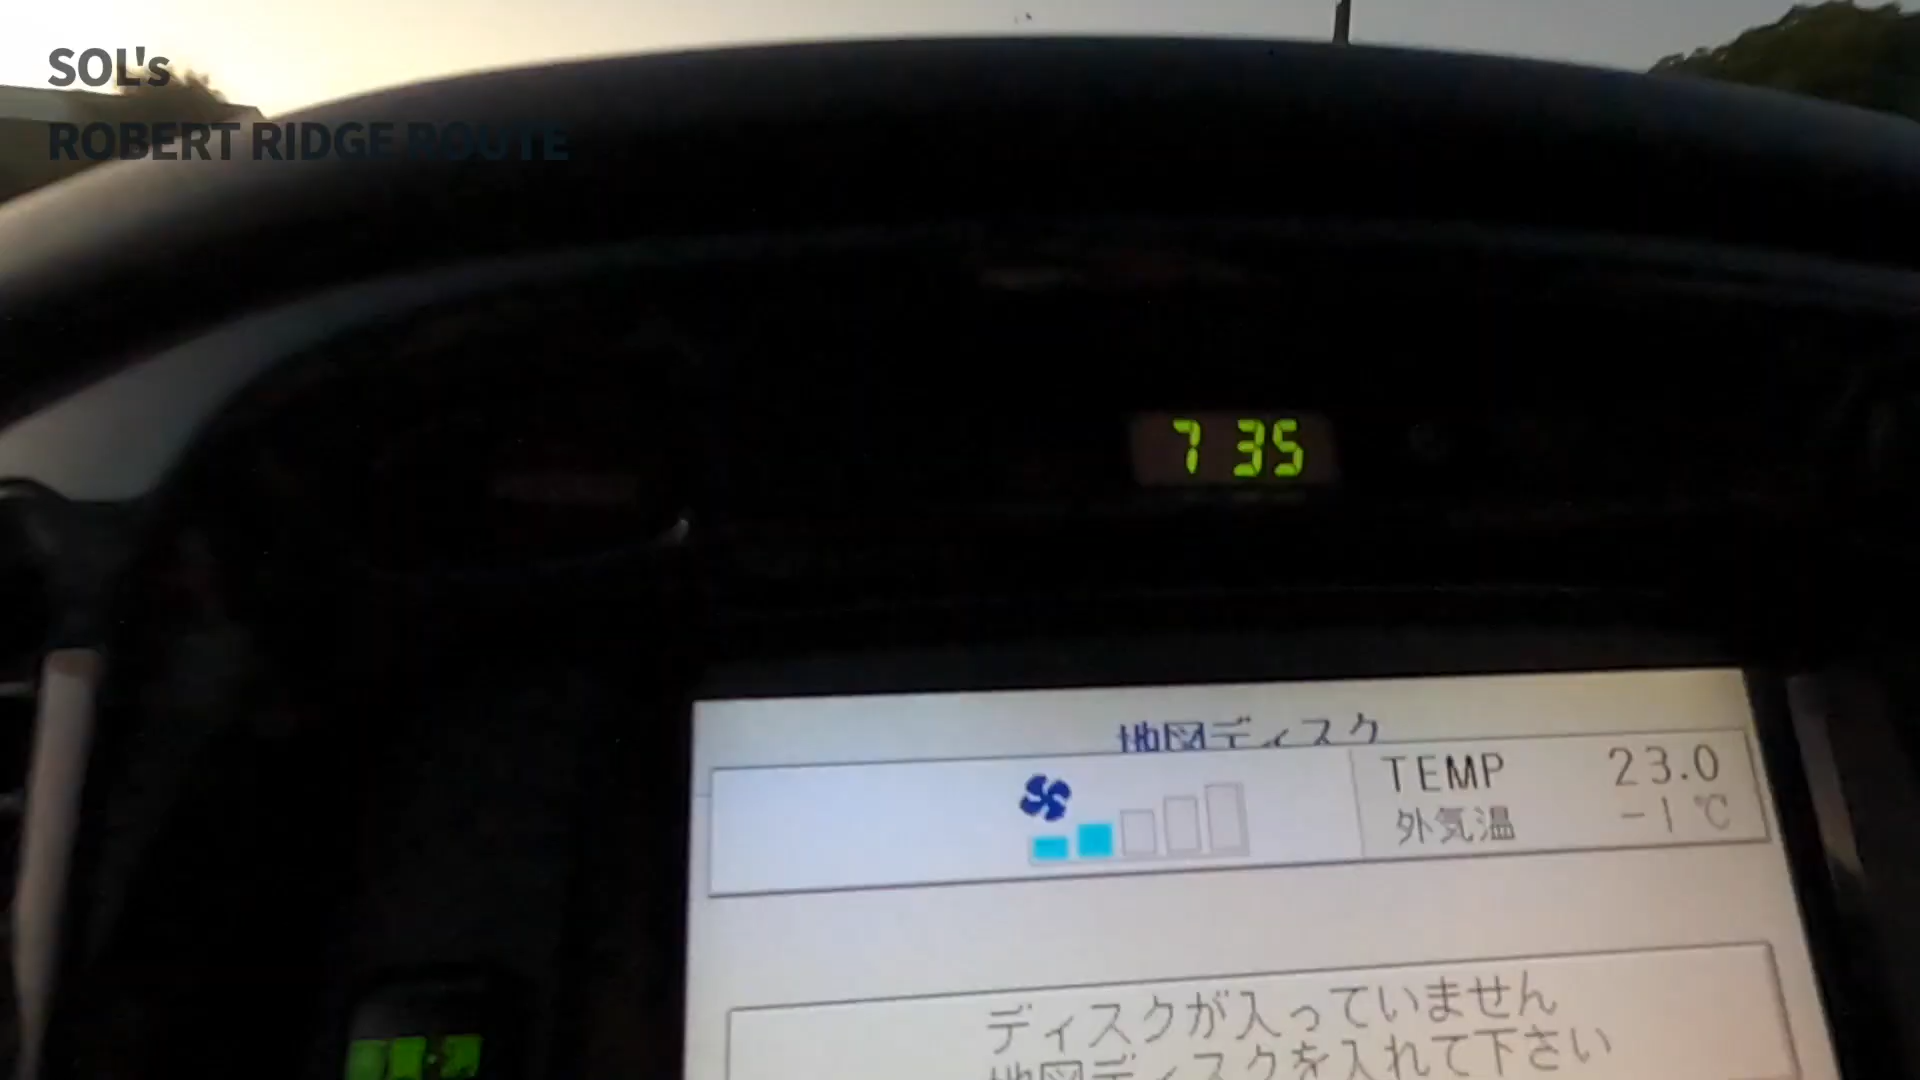 SOL's
ROBERT RIDGE ROUTE
7 35
地図ディスク
TEMP 23.0
外気温 -1℃
ディスクが入っていません
地図ディスクを入れて下さい